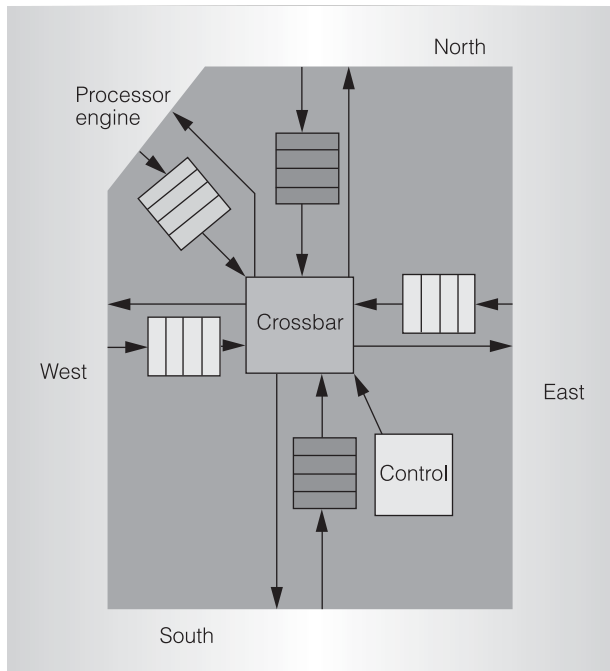 North
Processor
engine
Crossbar
West
East
Control
South